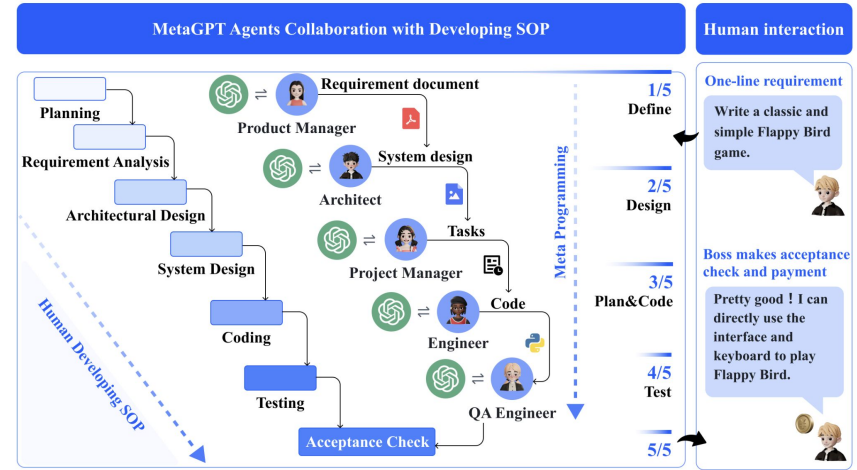 MetaGPT Agents Collaboration with Developing SOP
Human interaction
Planning
Requirement Analysis
Architectural Design
System Design
Coding
Testing
Acceptance Check
Human Developing SOP
Requirement document
Product Manager
System design
Architect
Tasks
Project Manager
Code
Engineer
QA Engineer
Meta Programming
1/5
Define
2/5
Design
3/5
Plan&Code
4/5
Test
5/5
One-line requirement
Write a classic and
simple Flappy Bird
game.
Boss makes acceptance
check and payment
Pretty good！I can
directly use the
interface and
keyboard to play
Flappy Bird.